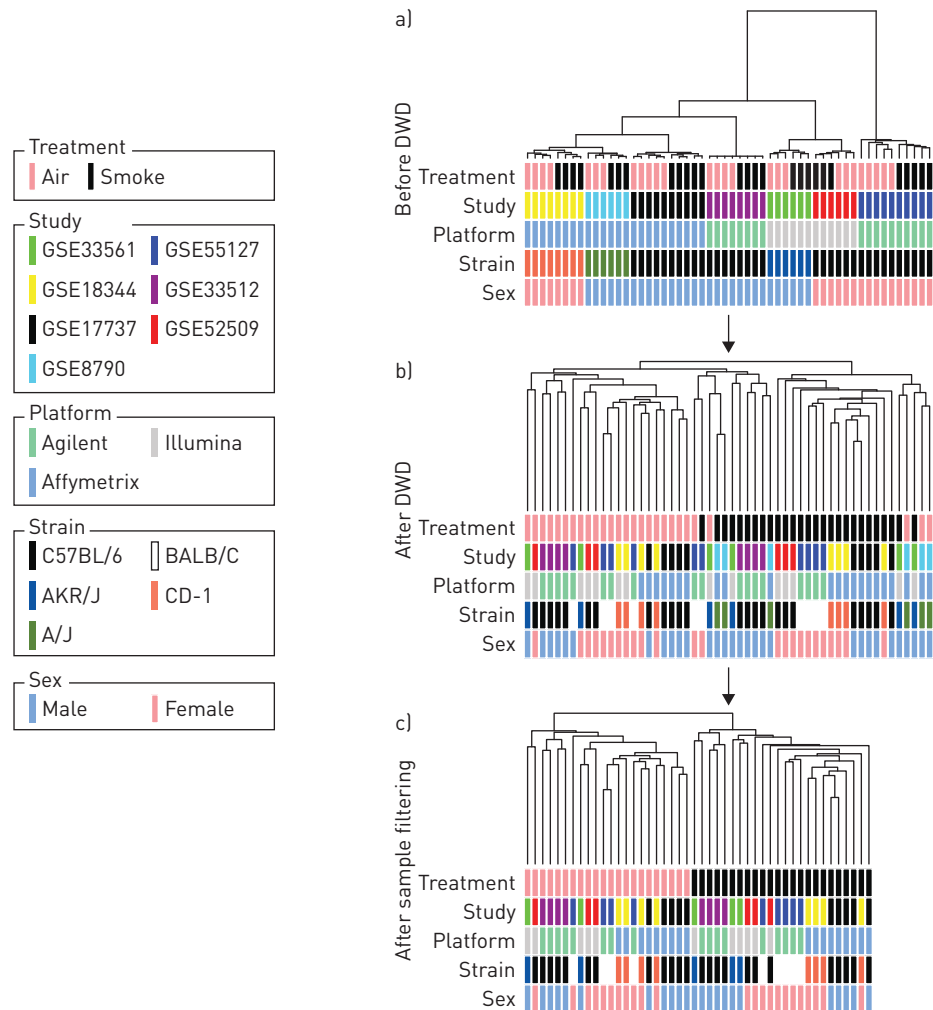 Treatment
Air Smoke
Study
GSE33561 GSE55127
GSE18344 GSE33512
GSE17737 GSE52509
GSE8790
Platform
Agilent Illumina
Affymetrix
Strain
C57BL/6 BALB/C
AKR/J CD-1
A/J
Sex
Male Female
a)
Before DWD
Treatment
Study
Platform
Strain
Sex
b)
After DWD
Treatment
Study
Platform
Strain
Sex
c)
After sample filtering
Treatment
Study
Platform
Strain
Sex